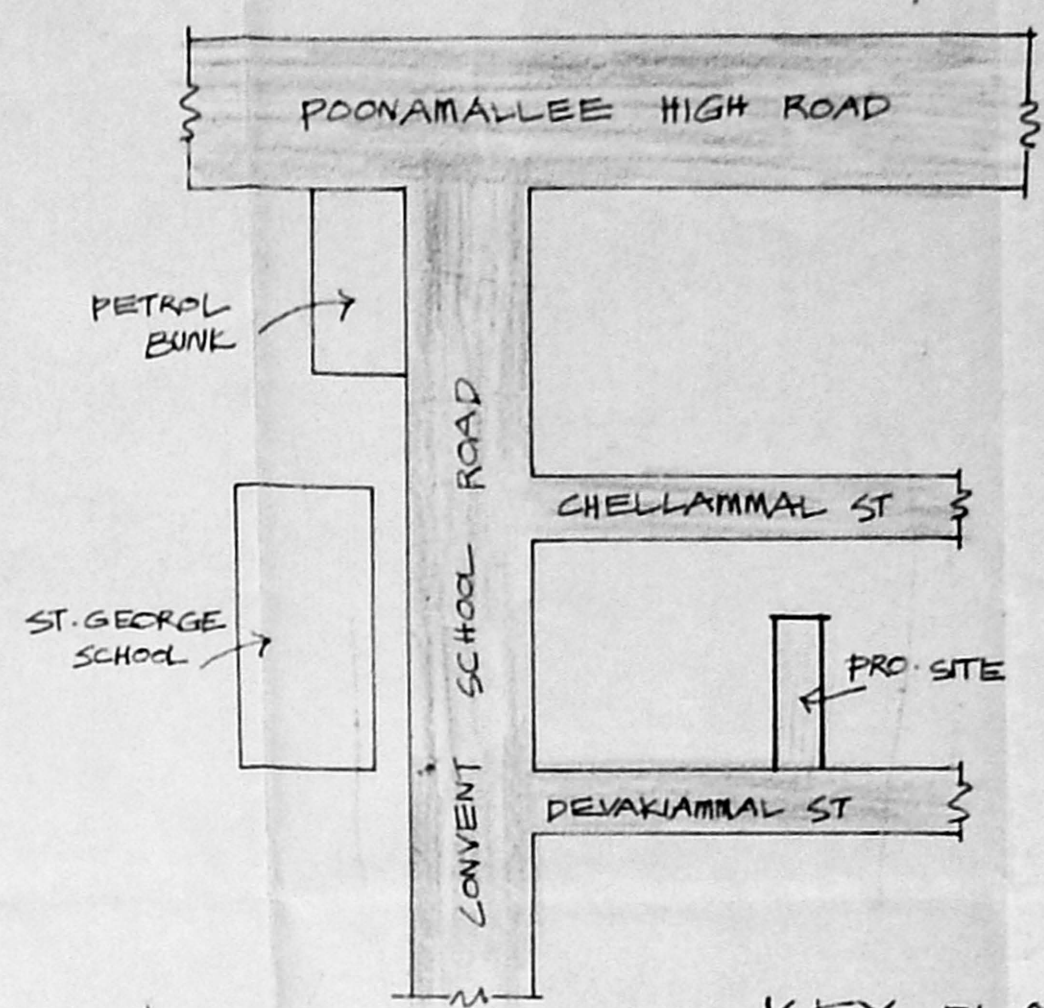 POONAMALLEE HIGH ROAD
PETROL
BUNK
CONVENT SCHOOL ROAD
CHELLAMMAL ST
ST. GEORGE
SCHOOL
PRO. SITE
DEVAKIAMMAL ST